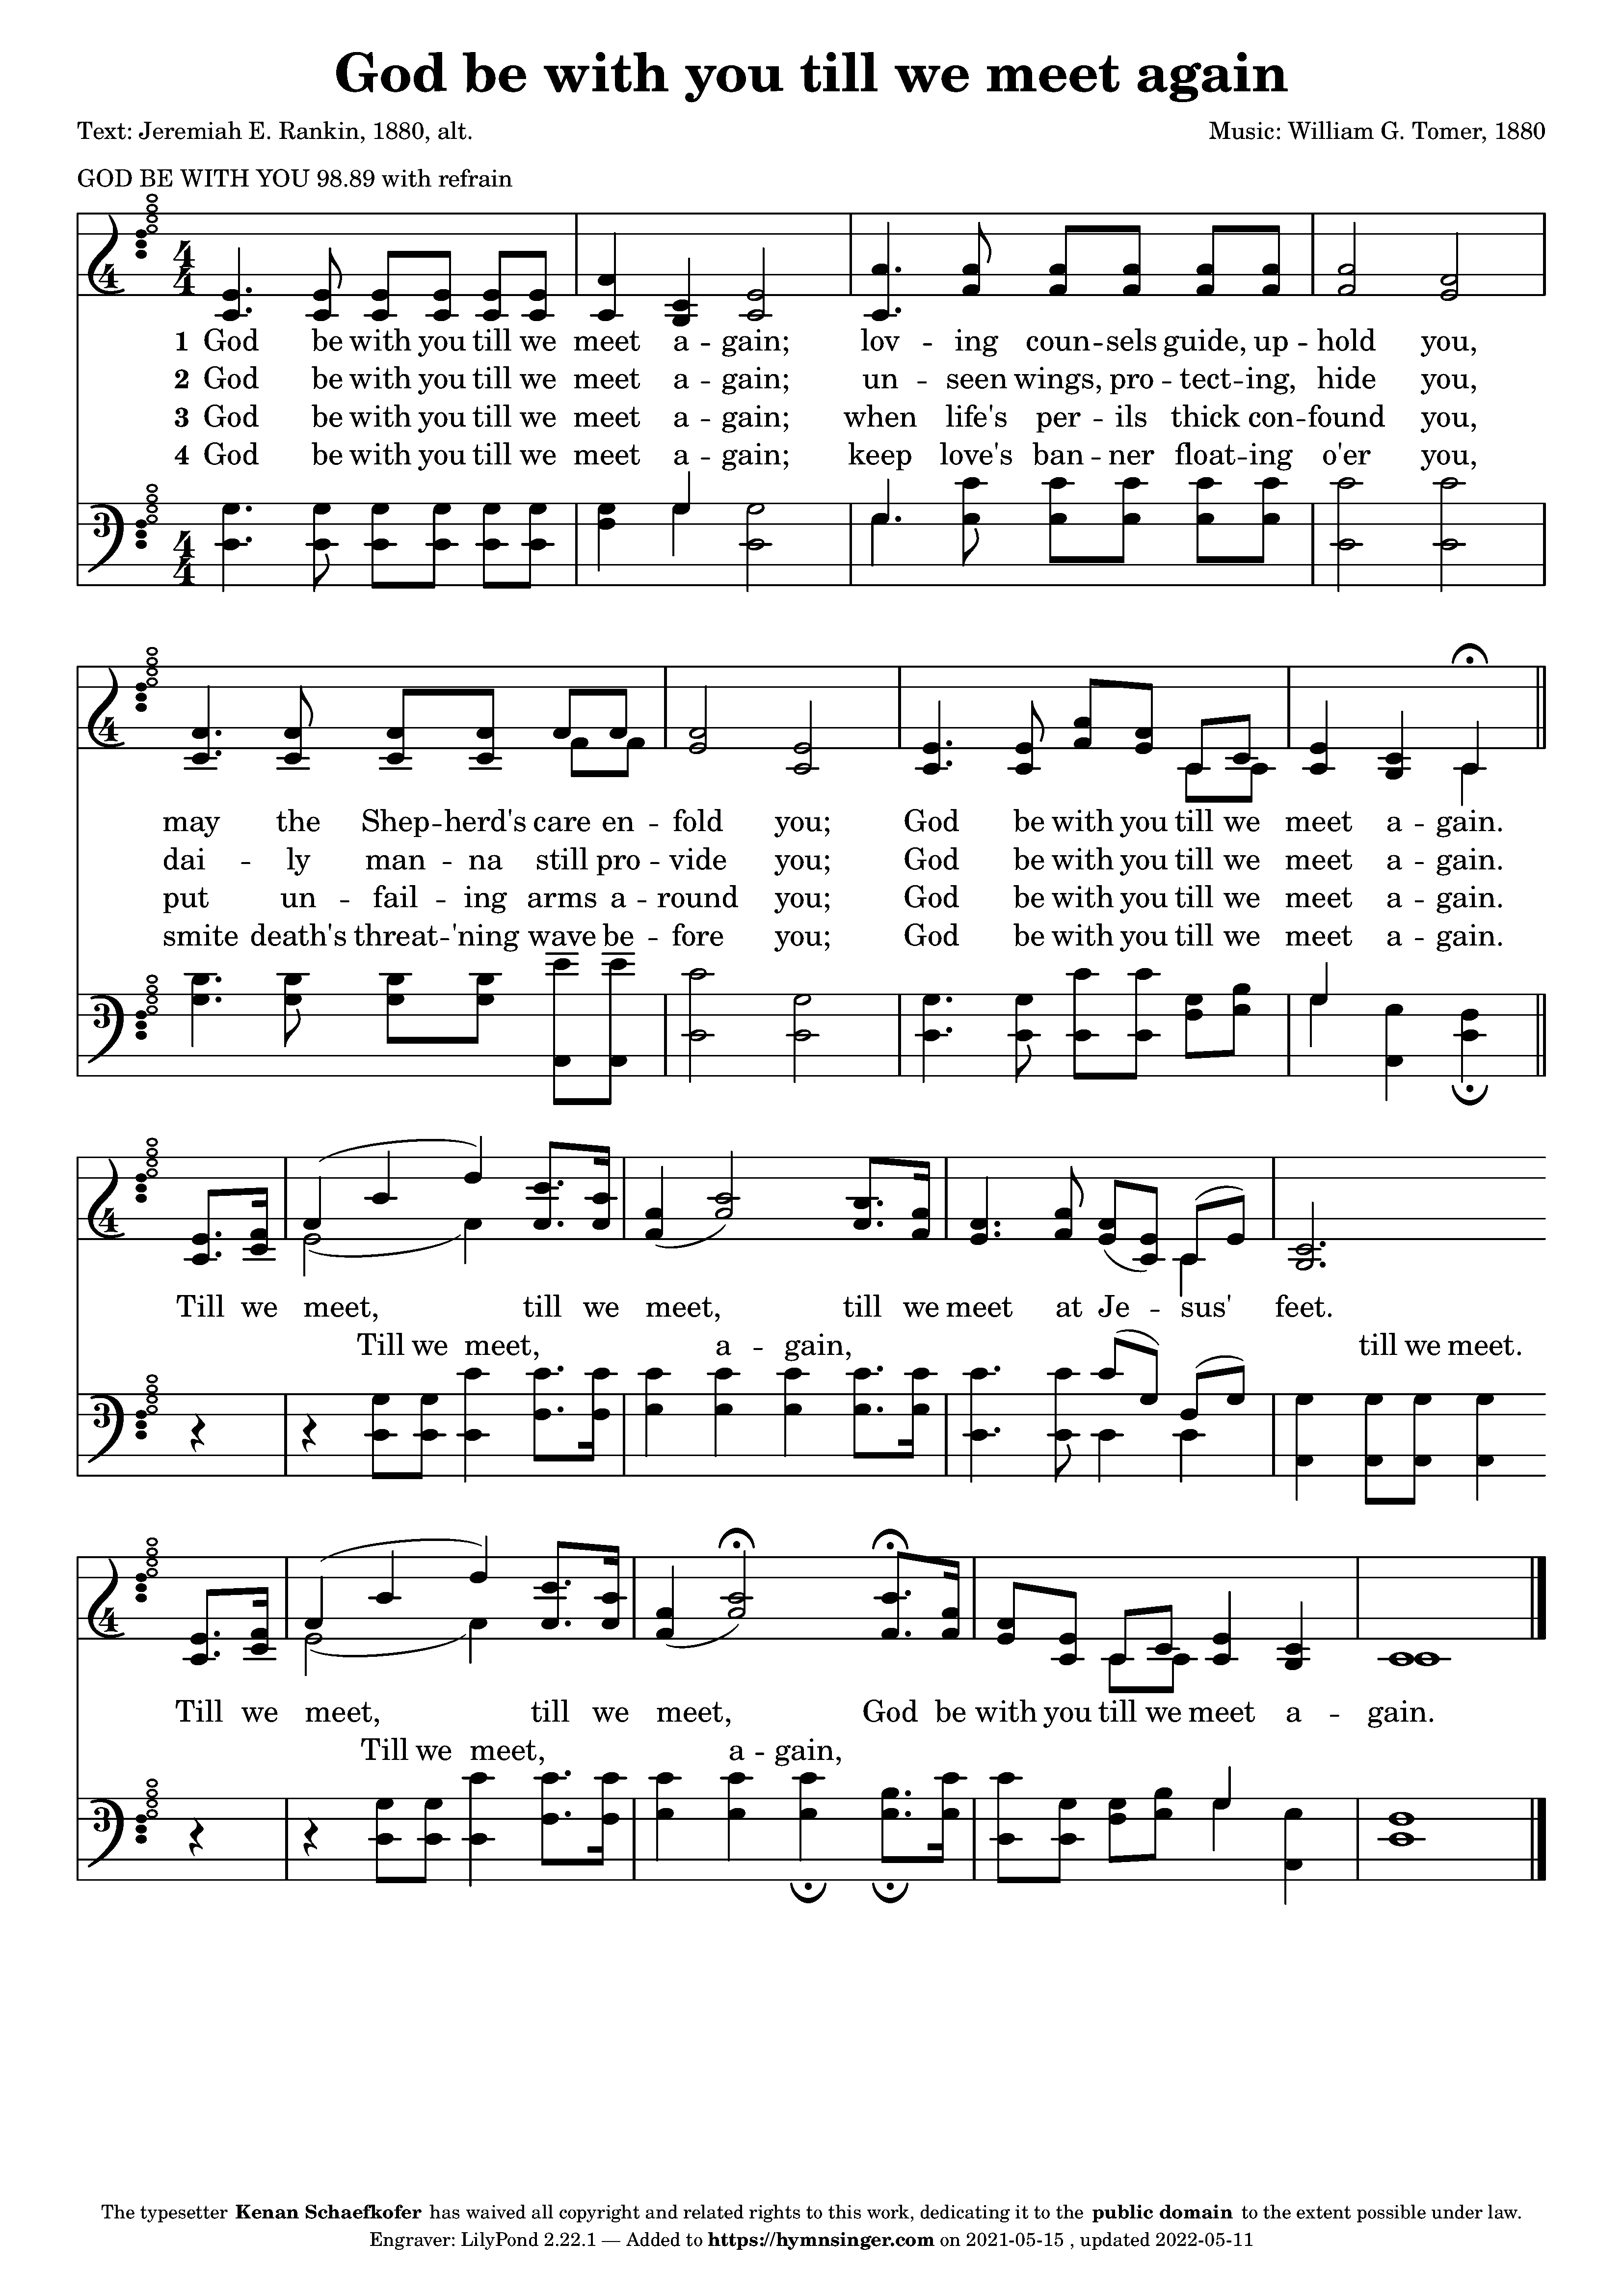 God be with you till we meet again
Text: Jeremiah E. Rankin, 1880, alt.
Music: William G. Tomer, 1880
GOD BE WITH YOU 98.89 with refrain
1 God be with you till we meet a - gain; lov - ing coun - sels guide, up - hold you,
2 God be with you till we meet a - gain; un - seen wings, pro - tect - ing, hide you,
3 God be with you till we meet a - gain; when life's per - ils thick con - found you,
4 God be with you till we meet a - gain; keep love's ban - ner float - ing o'er you,
may the Shep - herd's care en - fold you; God be with you till we meet a - gain.
dai - ly man - na still pro - vide you; God be with you till we meet a - gain.
put un - fail - ing arms a - round you; God be with you till we meet a - gain.
smite death's threat - 'ning wave be - fore you; God be with you till we meet a - gain.
Till we meet, till we meet, till we meet at Je - sus' feet.
Till we meet, a - gain, till we meet.
Till we meet, till we meet, God be with you till we meet a - gain.
Till we meet, a - gain,
The typesetter Kenan Schaefkofer has waived all copyright and related rights to this work, dedicating it to the public domain to the extent possible under law.
Engraver: LilyPond 2.22.1 — Added to https://hymnsinger.com on 2021-05-15 , updated 2022-05-11